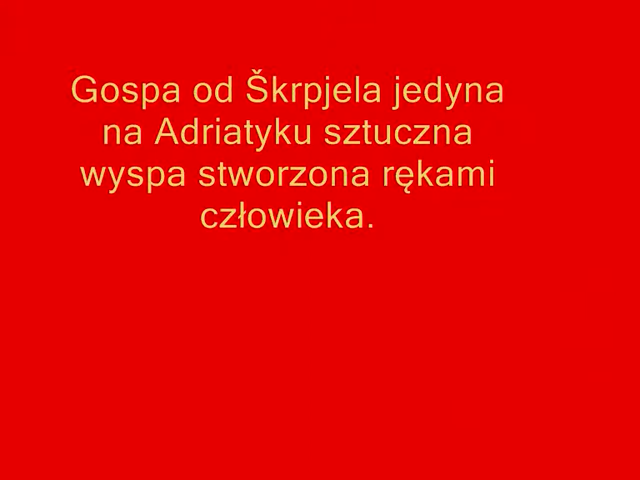 Gospa od Škrpjela jedyna
na Adriatyku sztuczna
wyspa stworzona rękami
człowieka.